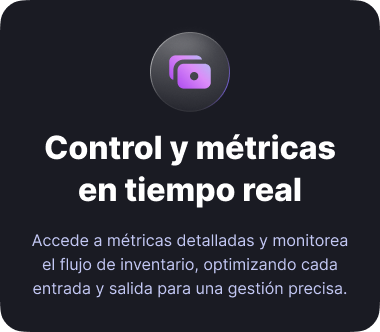 Control y métricas
en tiempo real
Accede a métricas detalladas y monitorea
el flujo de inventario, optimizando cada
entrada y salida para una gestión precisa.